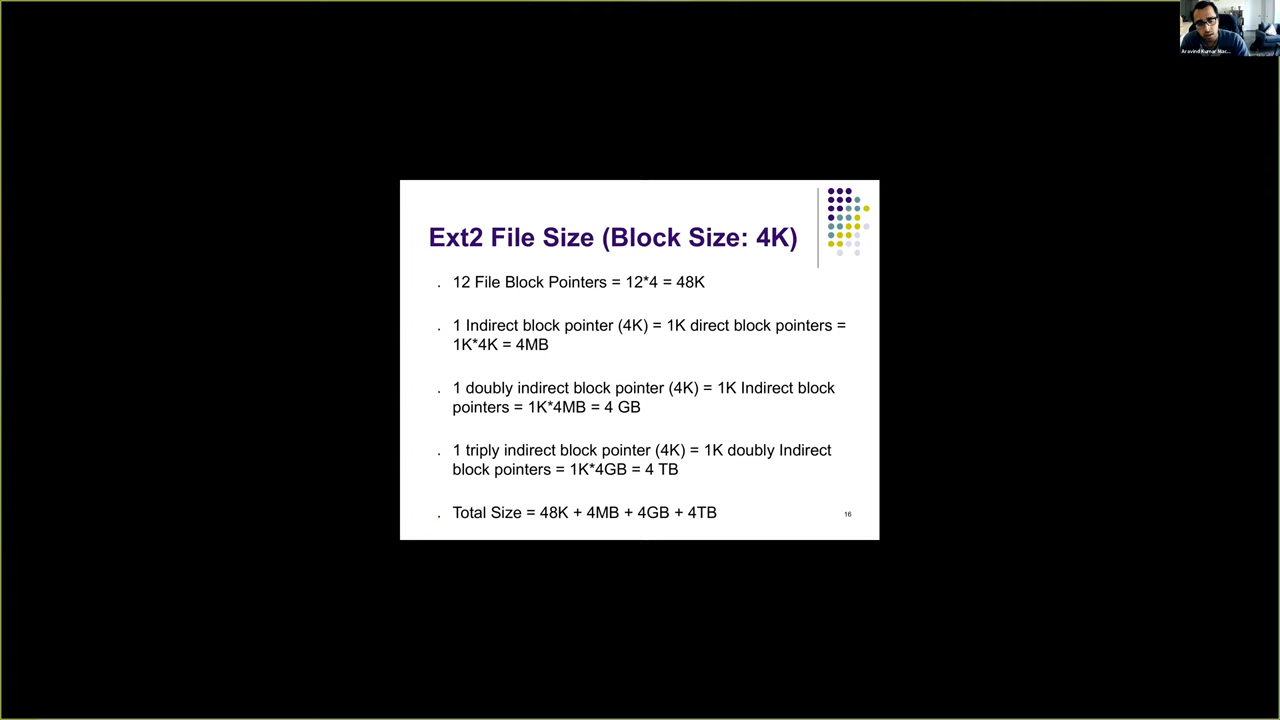 Aravind Kumar Mac...
Ext2 File Size (Block Size: 4K)
. 12 File Block Pointers = 12*4 = 48K
. 1 Indirect block pointer (4K) = 1K direct block pointers =
1K*4K = 4MB
. 1 doubly indirect block pointer (4K) = 1K Indirect block
pointers = 1K*4MB = 4 GB
. 1 triply indirect block pointer (4K) = 1K doubly Indirect
block pointers = 1K*4GB = 4 TB
. Total Size = 48K + 4MB + 4GB + 4TB
16